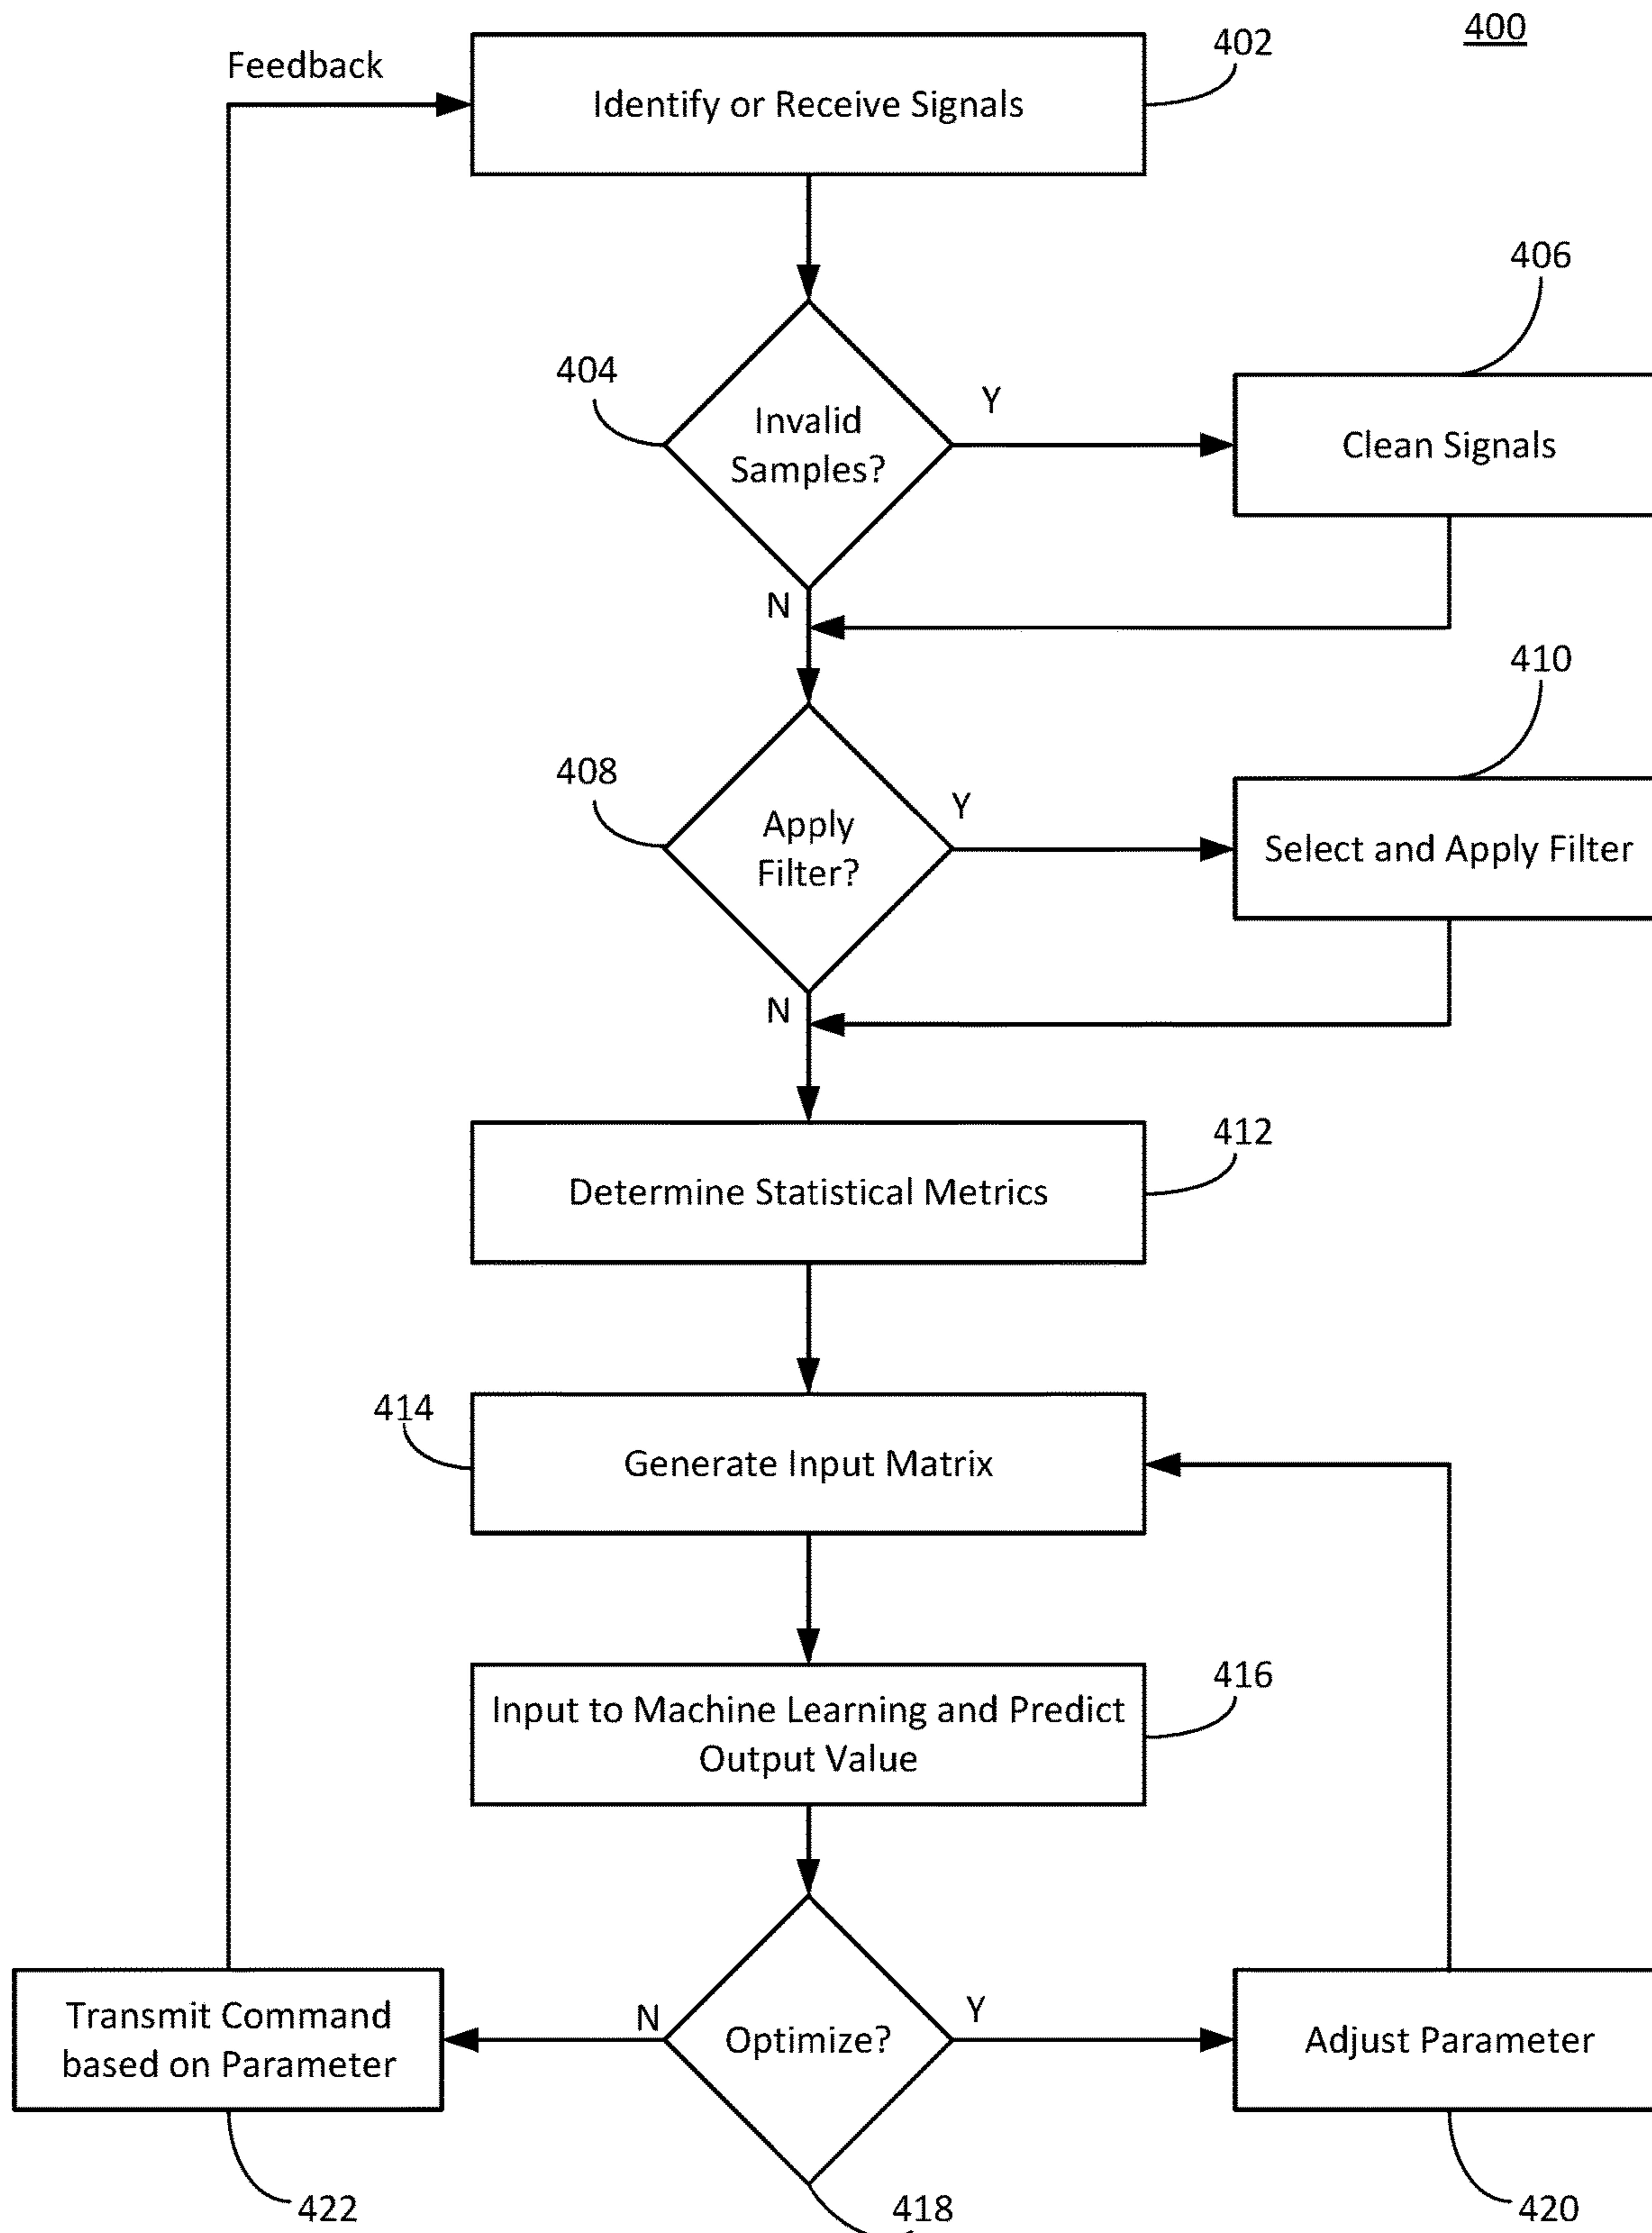 400
Feedback
402
Identify or Receive Signals
406
404
Invalid
Samples?
Y
Clean Signals
N
410
408
Apply
Filter?
Y
Select and Apply Filter
N
412
Determine Statistical Metrics
414
Generate Input Matrix
416
Input to Machine Learning and Predict
Output Value
Transmit Command
based on Parameter
N
Optimize?
Y
Adjust Parameter
422
418
420